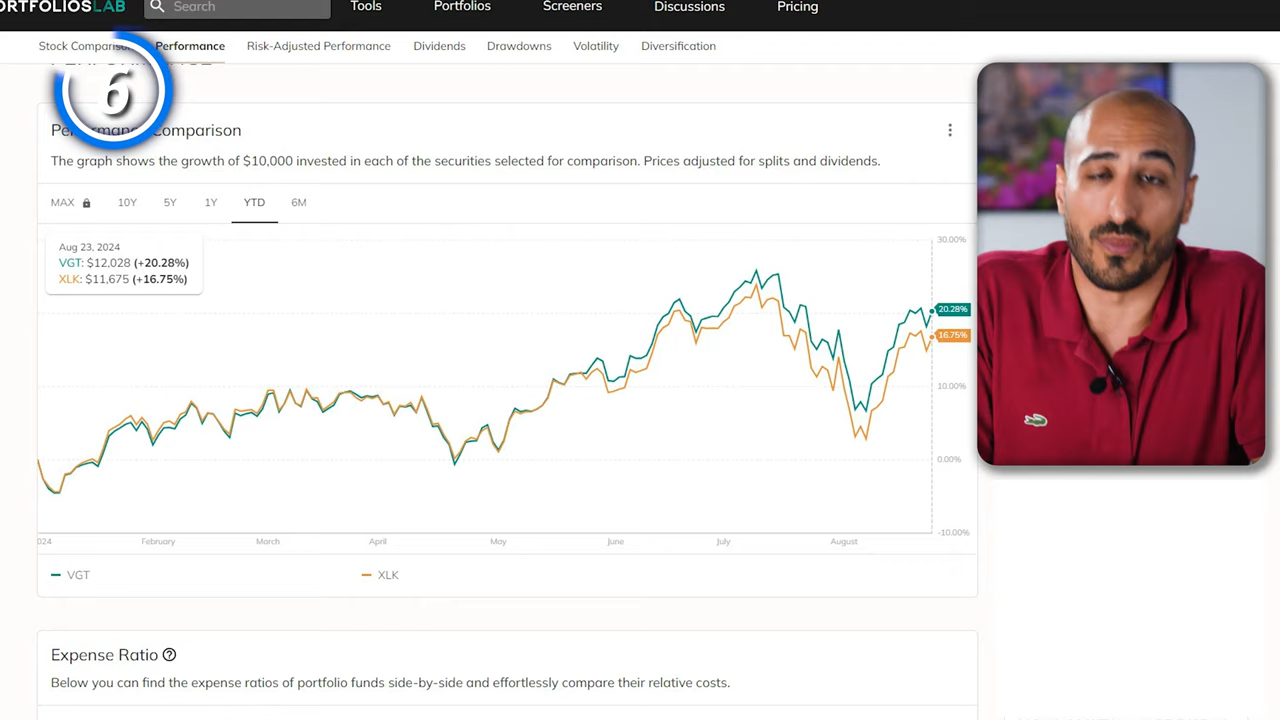 ORTFOLIOSLAB
Search
Tools
Portfolios
Screeners
Discussions
Pricing
Performance
Risk-Adjusted Performance
Dividends
Drawdowns
Volatility
Diversification
Stock
6
Comparison
The graph shows the growth of $10,000 invested in each of the securities selected for comparison. Prices adjusted for splits and dividends.
MAX 10Y 5Y 1Y YTD 6M
Aug 23, 2024
VGT: $12,028 (+20.28%)
XLK: $11,675 (+16.75%)
30.00%
20.28%
16.75%
10.00%
0.00%
-10.00%
024 February March April May June July August
VGT XLK
Expense Ratio ?
Below you can find the expense ratios of portfolio funds side-by-side and effortlessly compare their relative costs.